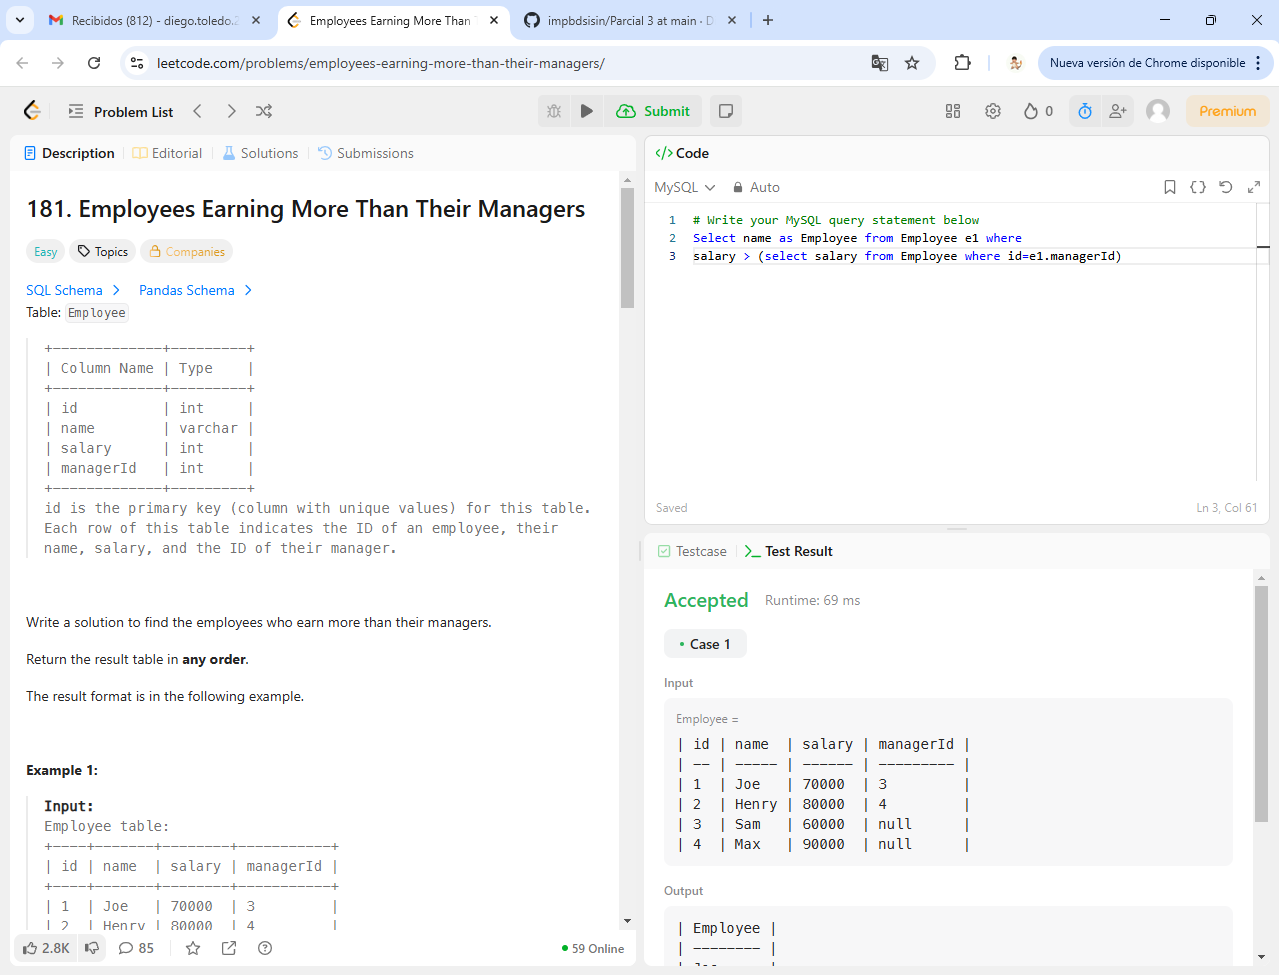 Recibidos (812) - diego.toledo.
Employees Earning More Than
impbdsisin/Parcial 3 at main ·
leetcode.com/problems/employees-earning-more-than-their-managers/
Nueva versión de Chrome disponible
Problem List
Submit
0
Premium
Description
Editorial
Solutions
Submissions
181. Employees Earning More Than Their Managers
Easy
Topics
Companies
SQL Schema
Pandas Schema
Table: Employee
+-------------+---------+
| Column Name | Type    |
+-------------+---------+
| id          | int     |
| name        | varchar |
| salary      | int     |
| managerId   | int     |
+-------------+---------+
id is the primary key (column with unique values) for this table.
Each row of this table indicates the ID of an employee, their
name, salary, and the ID of their manager.
Write a solution to find the employees who earn more than their managers.
Return the result table in any order.
The result format is in the following example.
Example 1:
Input:
Employee table:
+----+-------+--------+-----------+
| id | name  | salary | managerId |
+----+-------+--------+-----------+
| 1  | Joe   | 70000  | 3         |
| 2  | Henry | 80000  | 4         |
2.8K
85
59 Online
Code
MySQL
Auto
1 # Write your MySQL query statement below
2 Select name as Employee from Employee e1 where
3 salary > (select salary from Employee where id=e1.managerId)
Saved
Ln 3, Col 61
Testcase
Test Result
Accepted
Runtime: 69 ms
• Case 1
Input
Employee =
| id | name  | salary | managerId |
| -- | ----- | ------ | --------- |
| 1  | Joe   | 70000  | 3         |
| 2  | Henry | 80000  | 4         |
| 3  | Sam   | 60000  | null      |
| 4  | Max   | 90000  | null      |
Output
| Employee |
| -------- |
| Joe      |